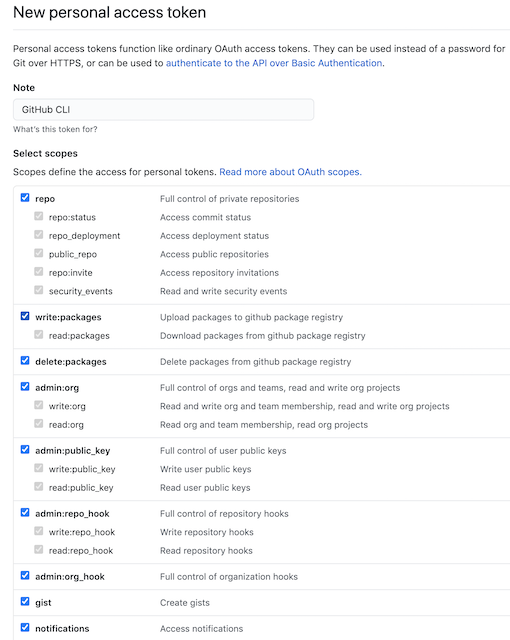 New personal access token
Personal access tokens function like ordinary OAuth access tokens. They can be used instead of a password for
Git over HTTPS, or can be used to authenticate to the API over Basic Authentication.
Note
GitHub CLI
What's this token for?
Select scopes
Scopes define the access for personal tokens. Read more about OAuth scopes.
repo Full control of private repositories
repo:status Access commit status
repo_deployment Access deployment status
public_repo Access public repositories
repo:invite Access repository invitations
security_events Read and write security events
write:packages Upload packages to github package registry
read:packages Download packages from github package registry
delete:packages Delete packages from github package registry
admin:org Full control of orgs and teams, read and write org projects
write:org Read and write org and team membership, read and write org projects
read:org Read org and team membership, read org projects
admin:public_key Full control of user public keys
write:public_key Write user public keys
read:public_key Read user public keys
admin:repo_hook Full control of repository hooks
write:repo_hook Write repository hooks
read:repo_hook Read repository hooks
admin:org_hook Full control of organization hooks
gist Create gists
notifications Access notifications